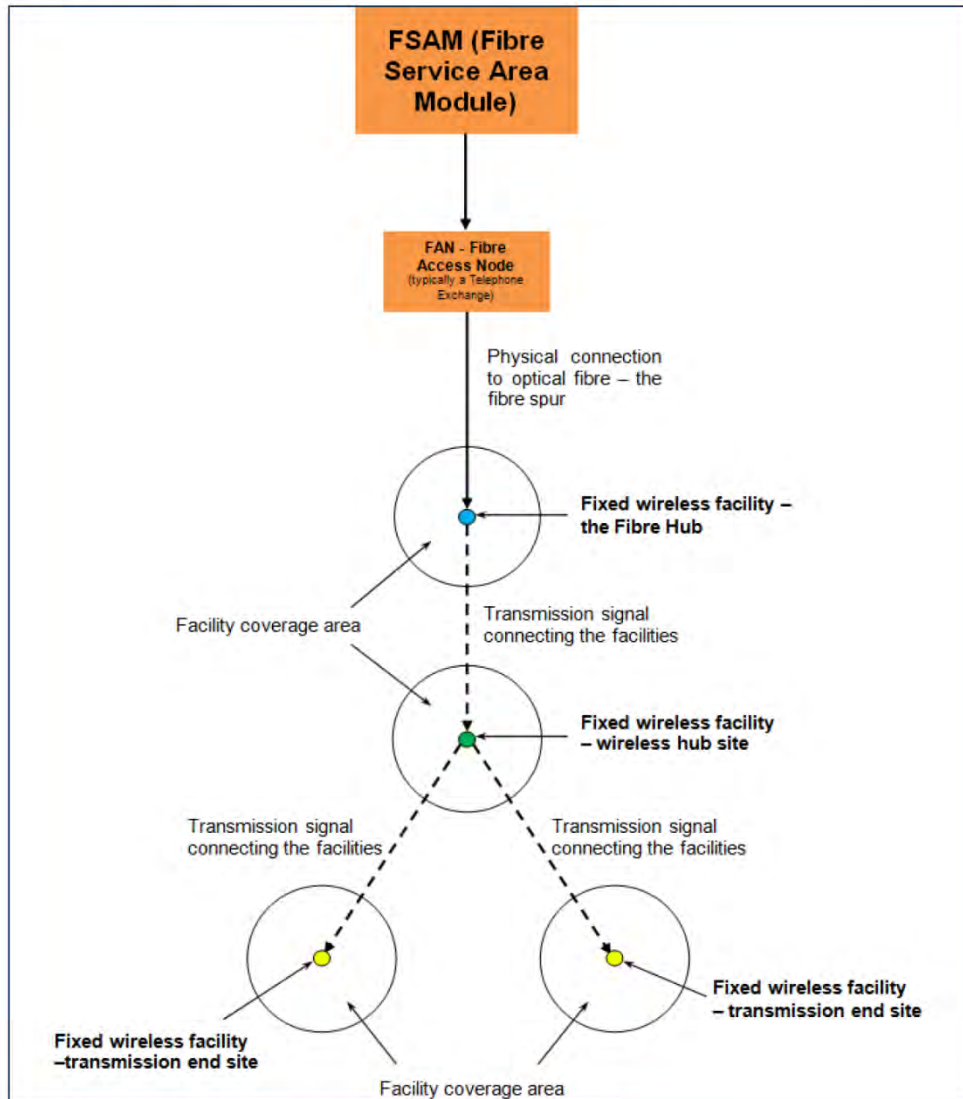 FSAM (Fibre
Service Area
Module)
FAN - Fibre
Access Node
(typically a Telephone
Exchange)
Physical connection
to optical fibre – the
fibre spur
Fixed wireless facility –
the Fibre Hub
Facility coverage area
Transmission signal
connecting the facilities
Fixed wireless facility
– wireless hub site
Transmission signal
connecting the facilities
Transmission signal
connecting the facilities
Fixed wireless facility
– transmission end site
Fixed wireless facility
–transmission end site
Facility coverage area